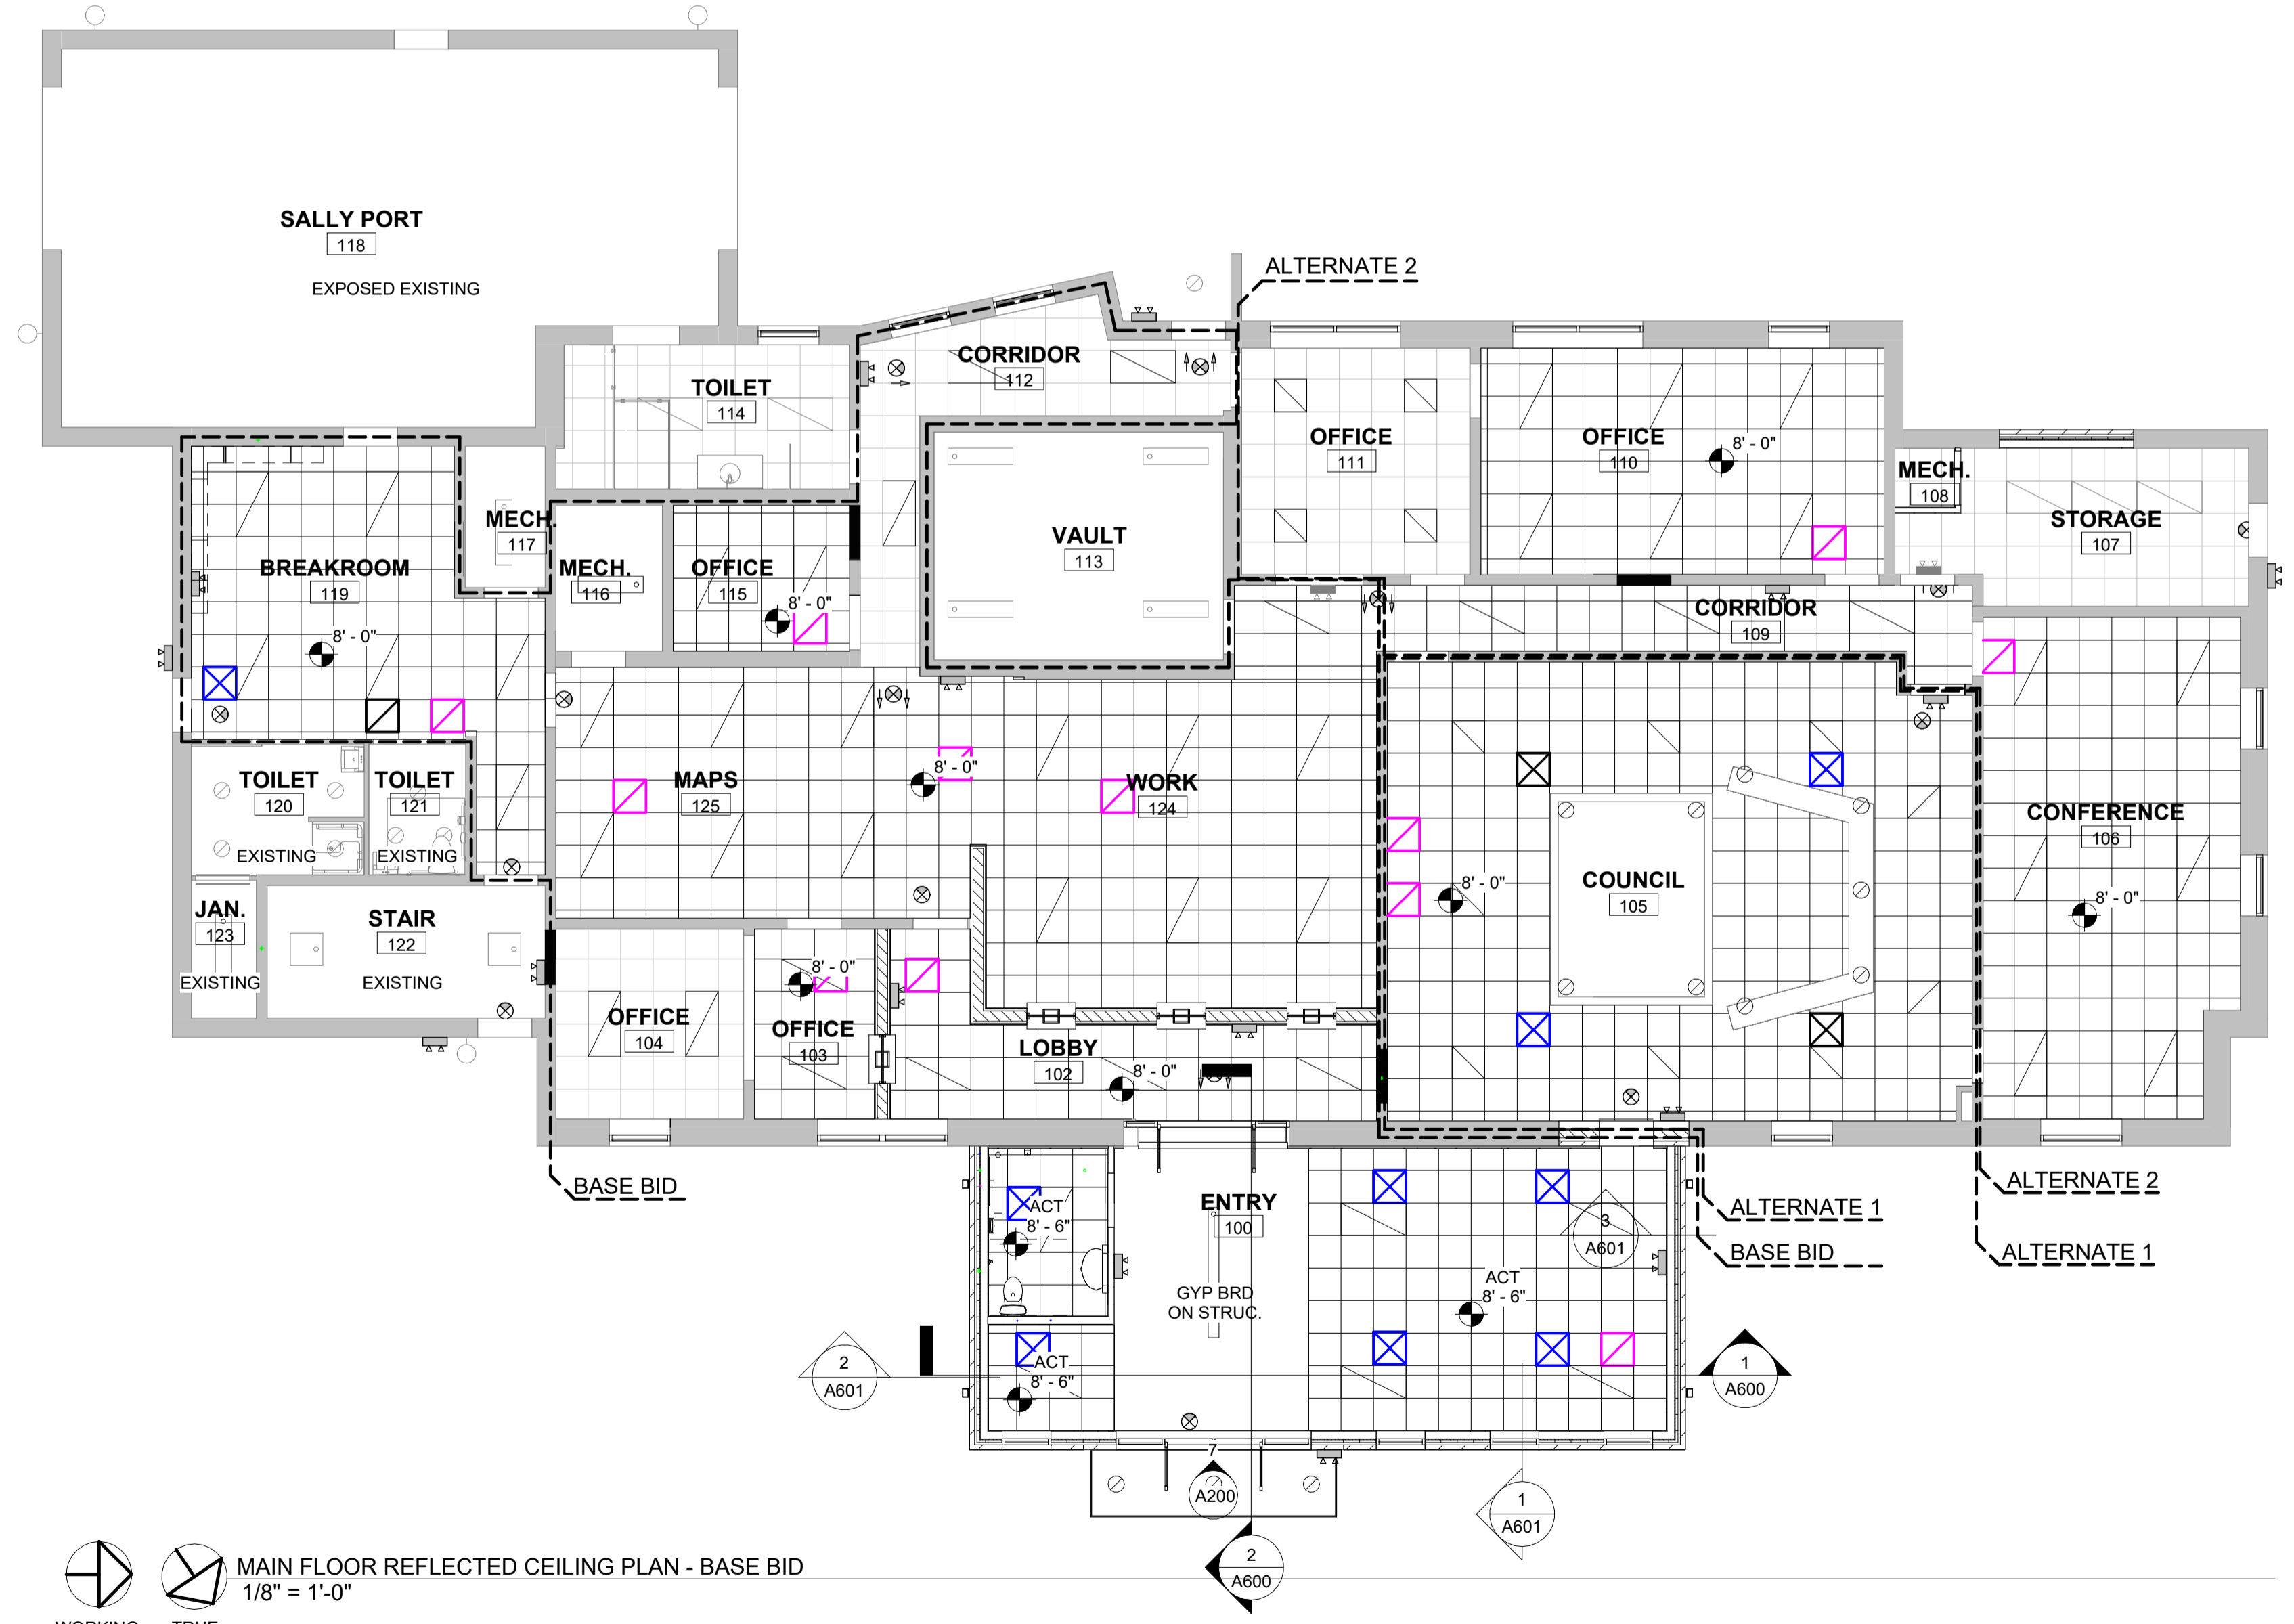 SALLY PORT
118
EXPOSED EXISTING
ALTERNATE 2
CORRIDOR
112
TOILET
114
OFFICE
111
OFFICE
110
8' - 0"
MECH.
108
STORAGE
107
MECH.
117
VAULT
113
BREAKROOM
119
8' - 0"
MECH.
116
OFFICE
115
8' - 0"
CORRIDOR
109
TOILET
120
EXISTING
TOILET
121
EXISTING
MAPS
125
8' - 0"
WORK
124
CONFERENCE
106
8' - 0"
COUNCIL
105
8' - 0"
JAN.
123
EXISTING
STAIR
122
EXISTING
OFFICE
104
8' - 0"
OFFICE
103
LOBBY
102
8' - 0"
BASE BID
ENTRY
100
GYP BRD
ON STRUC.
ACT
8' - 6"
ACT
8' - 6"
ACT
8' - 6"
3
A601
ALTERNATE 1
BASE BID
ALTERNATE 2
ALTERNATE 1
2
A601
1
A600
7
A200
1
A601
2
A600
MAIN FLOOR REFLECTED CEILING PLAN - BASE BID
1/8" = 1'-0"
WORKING
TRUE